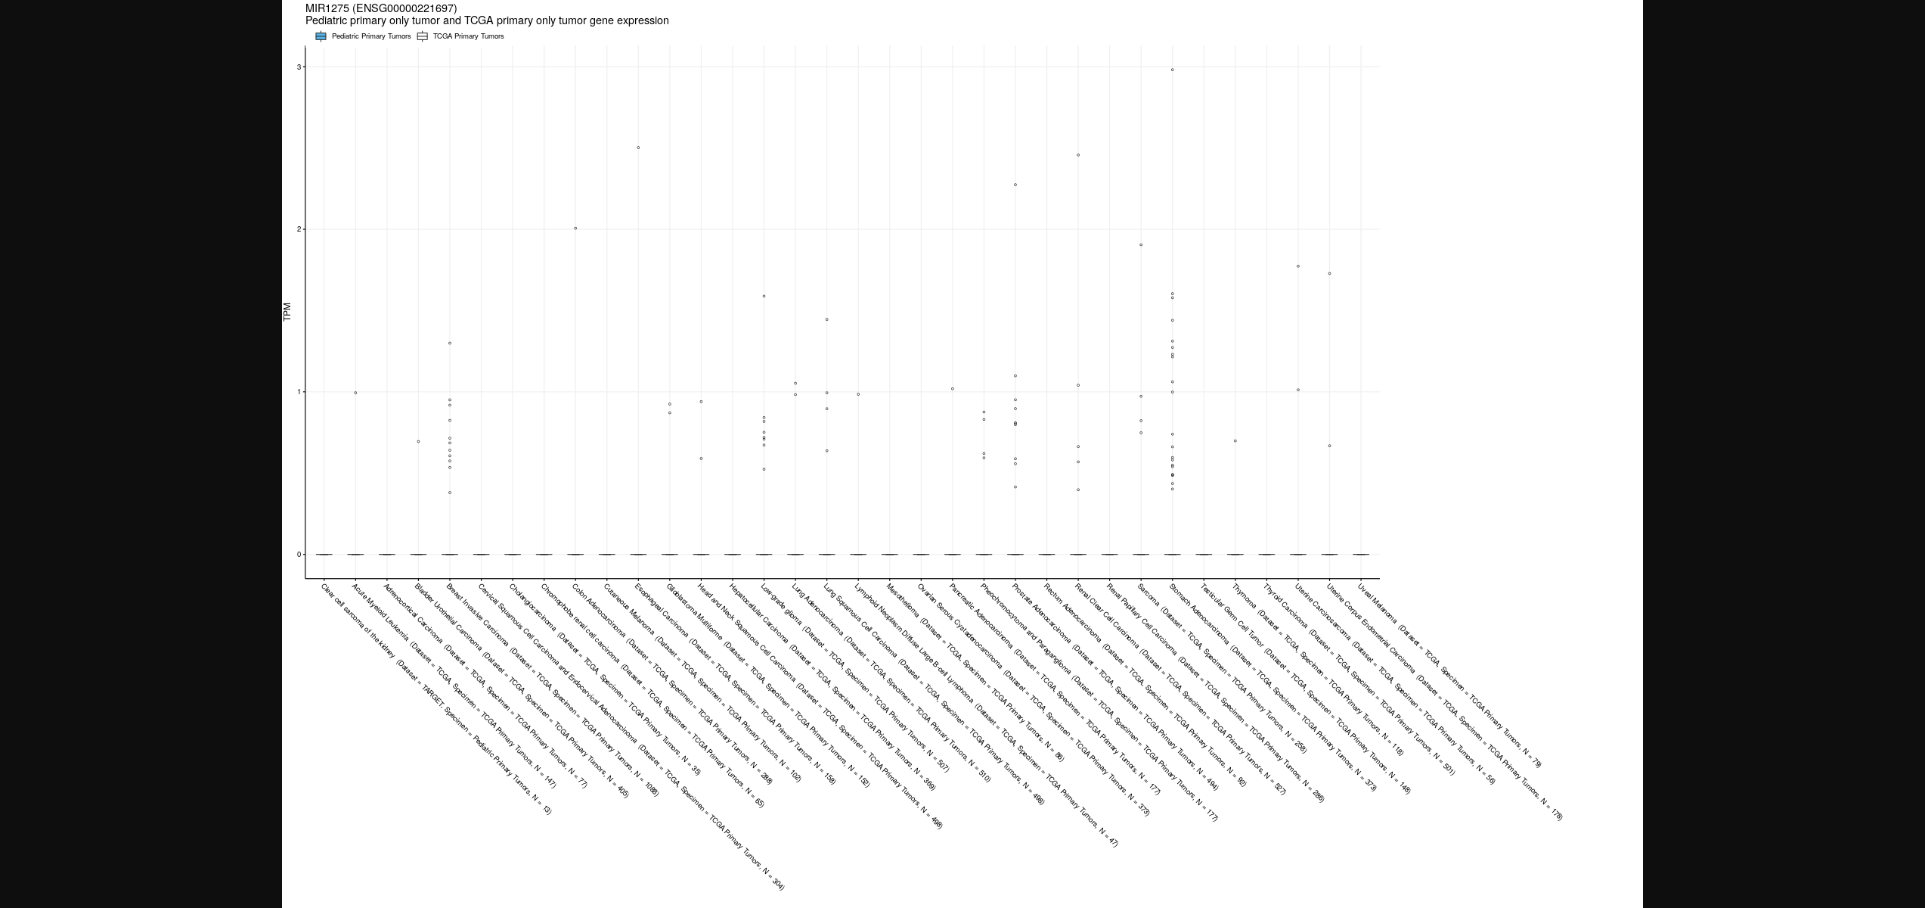 MIR1275 (ENSG00000221697)
Pediatric primary only tumor and TCGA primary only tumor gene expression
Pediatric Primary Tumors
TCGA Primary Tumors
TPM
3
2
1
0
Clear cell sarcoma of the kidney (Dataset = TARGET, Specimen = Pediatric Primary Tumors, N = 13)
Acute Myeloid Leukemia (Dataset = TCGA, Specimen = TCGA Primary Tumors, N = 147)
Adrenocortical Carcinoma (Dataset = TCGA, Specimen = TCGA Primary Tumors, N = 77)
Bladder Urothelial Carcinoma (Dataset = TCGA, Specimen = TCGA Primary Tumors, N = 405)
Breast Invasive Carcinoma (Dataset = TCGA, Specimen = TCGA Primary Tumors, N =
Cervical Squamous Cell Carcinoma and Endocervical Adenocarcinoma (Dataset = TCGA, Specimen = TCGA Primary Tumors, N = 304)
Cholangiocarcinoma (Dataset = TCGA, Specimen = TCGA Primary Tumors, N = 35)
Chromophobe renal cell carcinoma (Dataset = TCGA, Specimen = TCGA Primary Tumors, N = 65)
Colon Adenocarcinoma (Dataset = TCGA, Specimen = TCGA Primary Tumors, N = 288)
Cutaneous Melanoma (Dataset = TCGA, Specimen = TCGA Primary Tumors, N = 102)
Esophageal Carcinoma (Dataset = TCGA, Specimen = TCGA Primary Tumors, N =
Glioblastoma Multiforme (Dataset = TCGA, Specimen = TCGA Primary Tumors, N = 152)
Head and Neck Squamous Cell Carcinoma (Dataset = TCGA, Specimen = TCGA Primary Tumors, N =
Hepatocellular Carcinoma (Dataset = TCGA, Specimen = TCGA Primary Tumors, N =
Low-grade glioma (Dataset = TCGA, Specimen = TCGA Primary Tumors, N = 507)
Lung Adenocarcinoma (Dataset = TCGA, Specimen = TCGA Primary Tumors, N = 510)
Lung Squamous Cell Carcinoma (Dataset = TCGA, Specimen = TCGA Primary Tumors, N = 498)
Lymphoid Neoplasm Diffuse Large B-cell Lymphoma (Dataset = TCGA, Specimen = TCGA Primary Tumors, N = 47)
Mesothelioma (Dataset = TCGA, Specimen = TCGA Primary Tumors, N = 86)
Ovarian Serous Cystadenocarcinoma (Dataset = TCGA, Specimen = TCGA Primary Tumors, N = 373)
Pancreatic Adenocarcinoma (Dataset = TCGA, Specimen = TCGA Primary Tumors, N = 177)
Pheochromocytoma and Paraganglioma (Dataset = TCGA, Specimen = TCGA Primary Tumors, N = 177)
Prostate Adenocarcinoma (Dataset = TCGA, Specimen = TCGA Primary Tumors, N = 494)
Rectum Adenocarcinoma (Dataset = TCGA, Specimen = TCGA Primary Tumors, N = 92)
Renal Clear Cell Carcinoma (Dataset = TCGA, Specimen = TCGA Primary Tumors, N = 527)
Renal Papillary Cell Carcinoma (Dataset = TCGA, Specimen = TCGA Primary Tumors, N = 286)
Sarcoma (Dataset = TCGA, Specimen = TCGA Primary Tumors, N =
Stomach Adenocarcinoma (Dataset = TCGA, Specimen = TCGA Primary Tumors, N = 373)
Testicular Germ Cell Tumor (Dataset = TCGA, Specimen = TCGA Primary Tumors, N = 148)
Thymoma (Dataset = TCGA, Specimen = TCGA Primary Tumors, N =
Thyroid Carcinoma (Dataset = TCGA, Specimen = TCGA Primary Tumors, N = 501)
Uterine Carcinosarcoma (Dataset = TCGA, Specimen = TCGA Primary Tumors, N = 56)
Uterine Corpus Endometrial Carcinoma (Dataset = TCGA, Specimen = TCGA Primary Tumors, N = 178)
Uveal Melanoma (Dataset = TCGA, Specimen = TCGA Primary Tumors, N = 79)